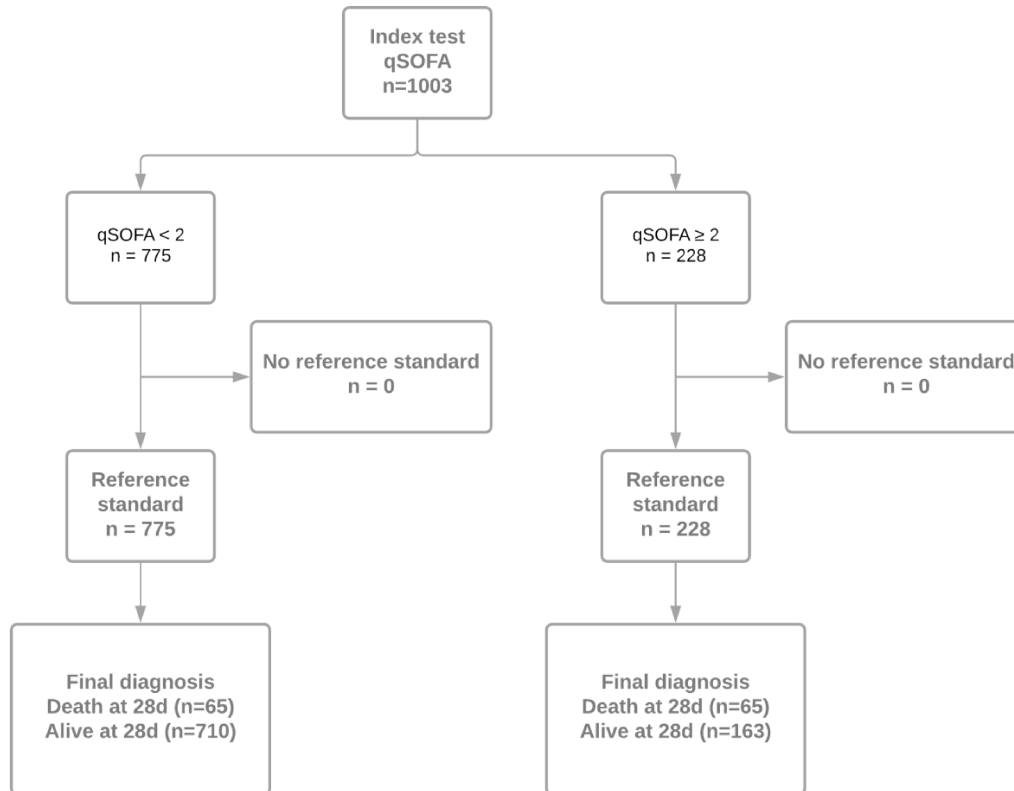 Index test
qSOFA
n=1003
qSOFA < 2
n = 775
qSOFA ≥ 2
n = 228
No reference standard
n = 0
No reference standard
n = 0
Reference
standard
n = 775
Reference
standard
n = 228
Final diagnosis
Death at 28d (n=65)
Alive at 28d (n=710)
Final diagnosis
Death at 28d (n=65)
Alive at 28d (n=163)